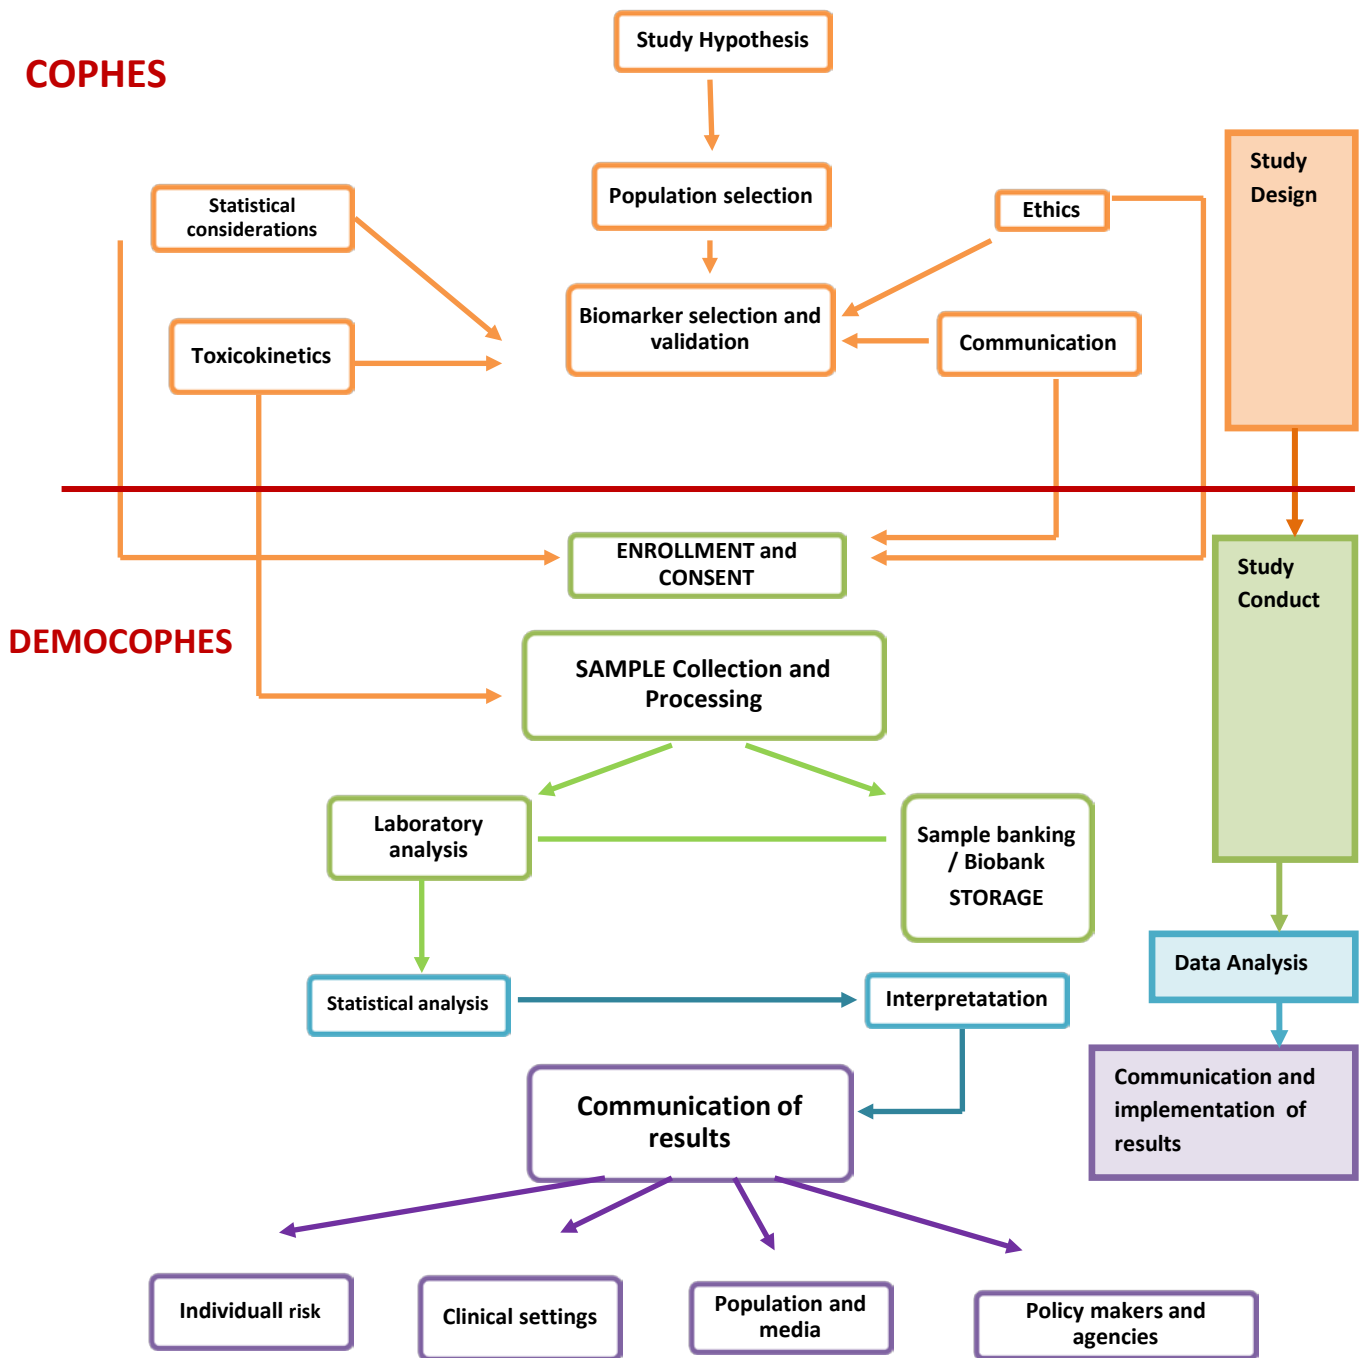 Study Hypothesis
COPHES
Study
Design
Population selection
Statistical
considerations
Ethics
Biomarker selection and
validation
Toxicokinetics
Communication
ENROLLMENT and
CONSENT
Study
Conduct
DEMOCOPHES
SAMPLE Collection and
Processing
Laboratory
analysis
Sample banking
/ Biobank
STORAGE
Data Analysis
Statistical analysis
Interpretatation
Communication and
implementation of
results
Communication of
results
Individuall risk
Clinical settings
Population and
media
Policy makers and
agencies